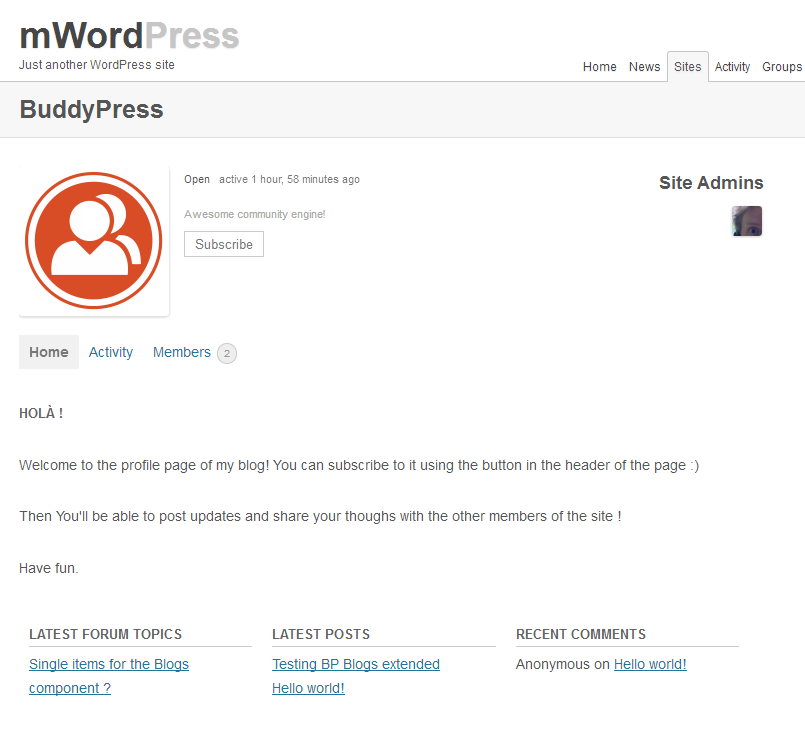 mWordPress
Just another WordPress site
Home News Sites Activity Groups
BuddyPress
Open active 1 hour, 58 minutes ago
Site Admins
Awesome community engine!
Subscribe
Home Activity Members 2
HOLÀ !
Welcome to the profile page of my blog! You can subscribe to it using the button in the header of the page :)
Then You'll be able to post updates and share your thoughs with the other members of the site !
Have fun.
LATEST FORUM TOPICS
Single items for the Blogs
component ?
LATEST POSTS
Testing BP Blogs extended
Hello world!
RECENT COMMENTS
Anonymous on Hello world!